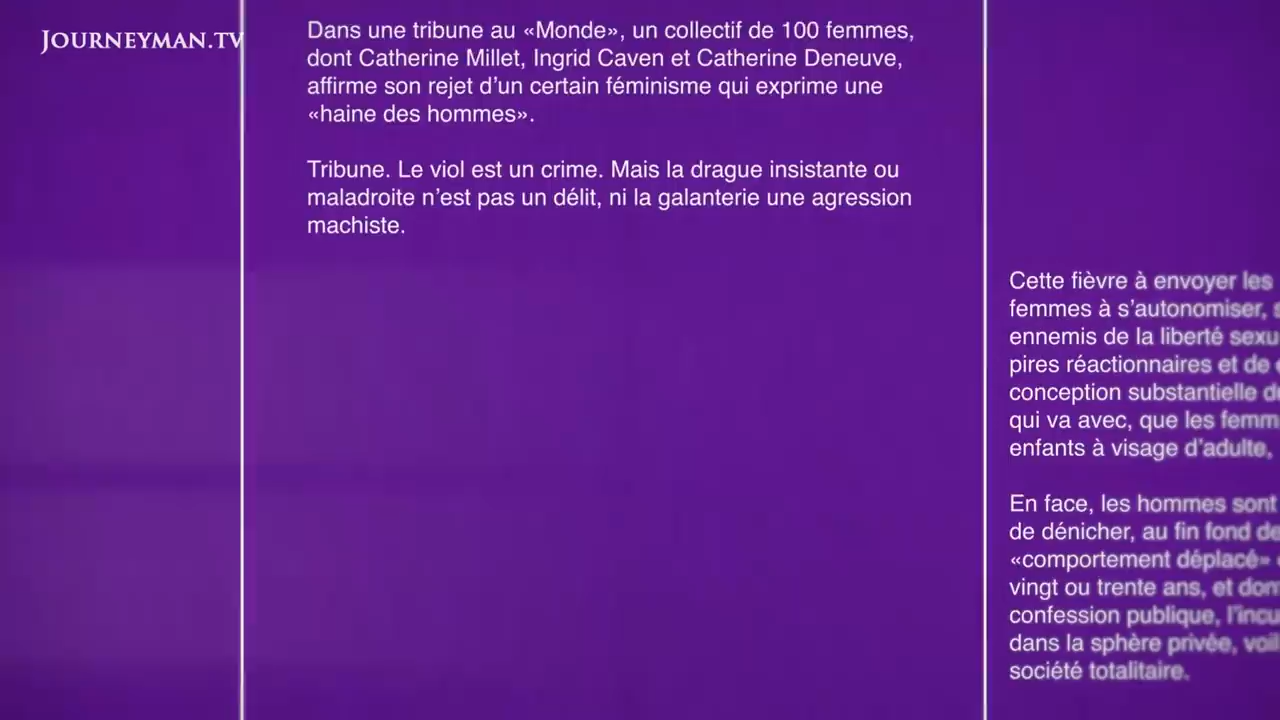 JOURNEYMAN.TV
Dans une tribune au «Monde», un collectif de 100 femmes,
dont Catherine Millet, Ingrid Caven et Catherine Deneuve,
affirme son rejet d’un certain féminisme qui exprime une
«haine des hommes».
Tribune. Le viol est un crime. Mais la drague insistante ou
maladroite n’est pas un délit, ni la galanterie une agression
machiste.
Cette fièvre à envoyer les
femmes à s’autonomiser,
ennemis de la liberté sexu
pires réactionnaires et de
conception substantielle de
qui va avec, que les femm
enfants à visage d’adulte,
En face, les hommes sont
de dénicher, au fin fond de
«comportement déplacé»
vingt ou trente ans, et don
confession publique, l’incu
dans la sphère privée, voil
société totalitaire.